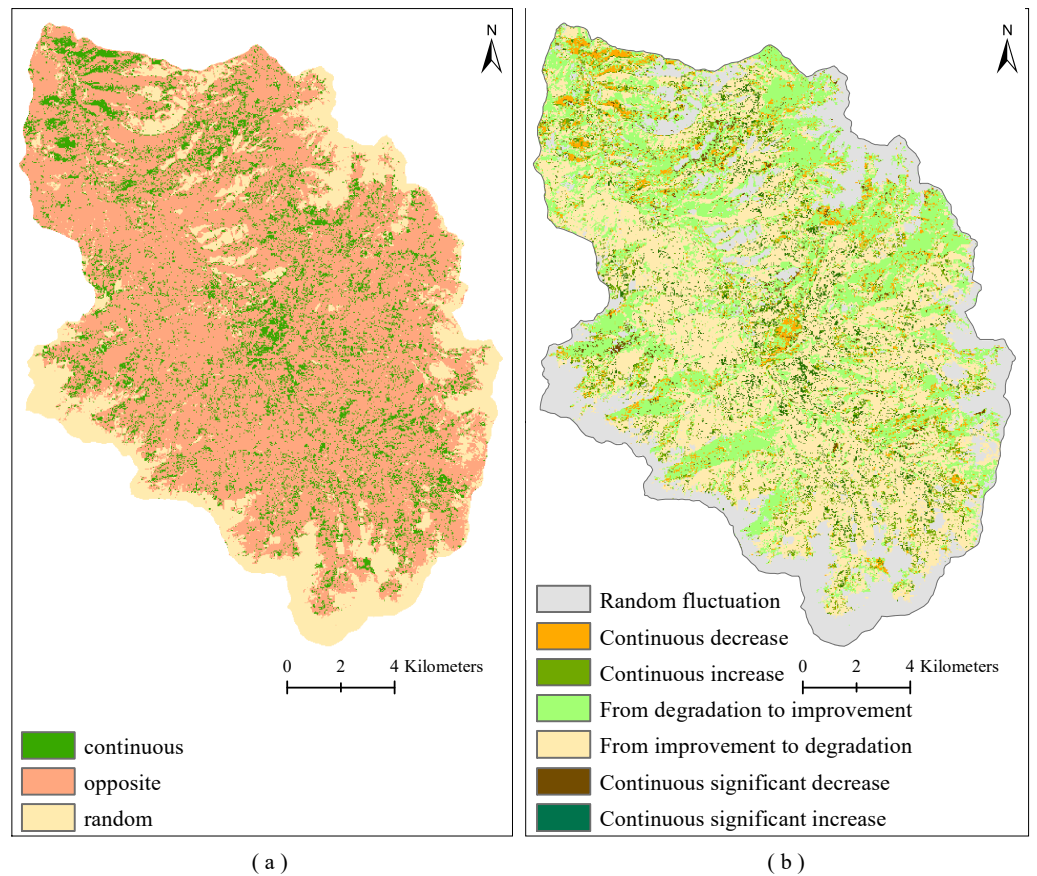 N
0 2 4 Kilometers
continuous
opposite
random
( a )
N
Random fluctuation
Continuous decrease
Continuous increase
0 2 4 Kilometers
From degradation to improvement
From improvement to degradation
Continuous significant decrease
Continuous significant increase
( b )